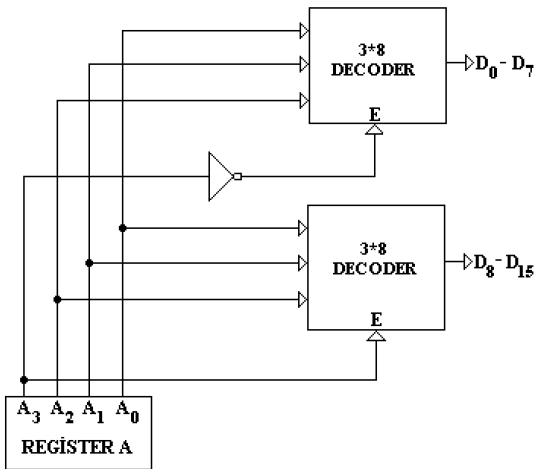 3*8
DECODER
E
D₀ - D₇
3*8
DECODER
E
D₈ - D₁₅
A₃ A₂ A₁ A₀
REGİSTER A